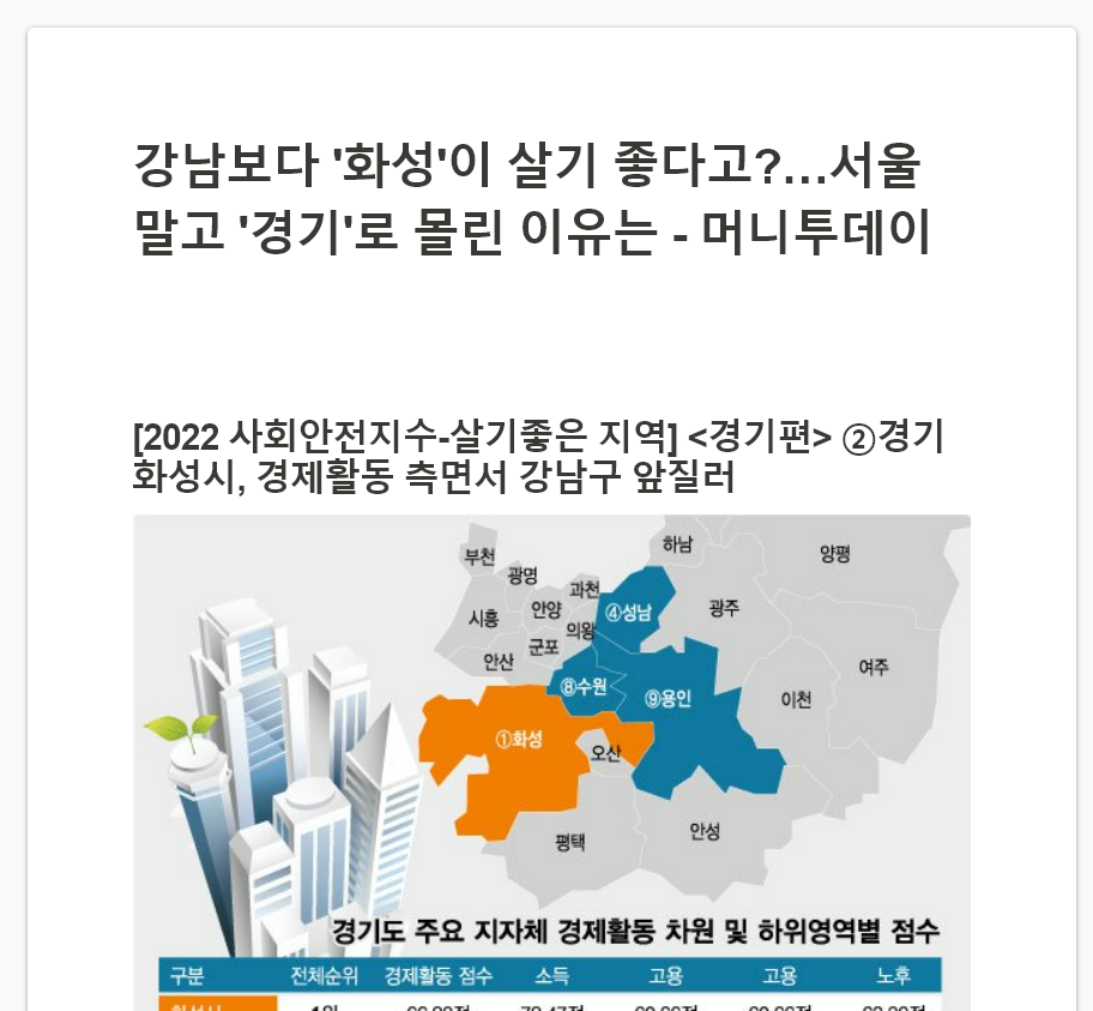 강남보다 '화성'이 살기 좋다고?…서울
말고 '경기'로 몰린 이유는 - 머니투데이
[2022 사회안전지수-살기좋은 지역] <경기편> ②경기
화성시, 경제활동 측면서 강남구 앞질러
부천
하남
양평
광명
과천
시흥
안양
④성남
광주
의왕
군포
안산
여주
⑧수원
⑨용인
이천
①화성
오산
안성
평택
경기도 주요 지자체 경제활동 차원 및 하위영역별 점수
구분 전체순위 경제활동 점수 소득 고용 고용 노후